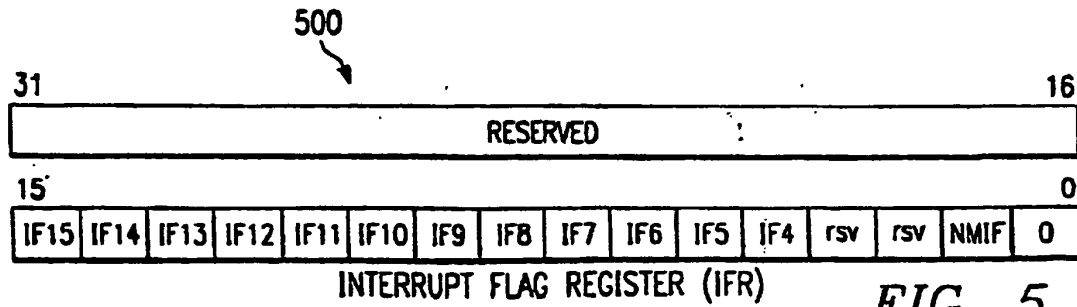 500
31 16
RESERVED
15 0
IF15 IF14 IF13 IF12 IF11 IF10 IF9 IF8 IF7 IF6 IF5 IF4 rsv rsv NMIF 0
INTERRUPT FLAG REGISTER (IFR)
FIG. 5